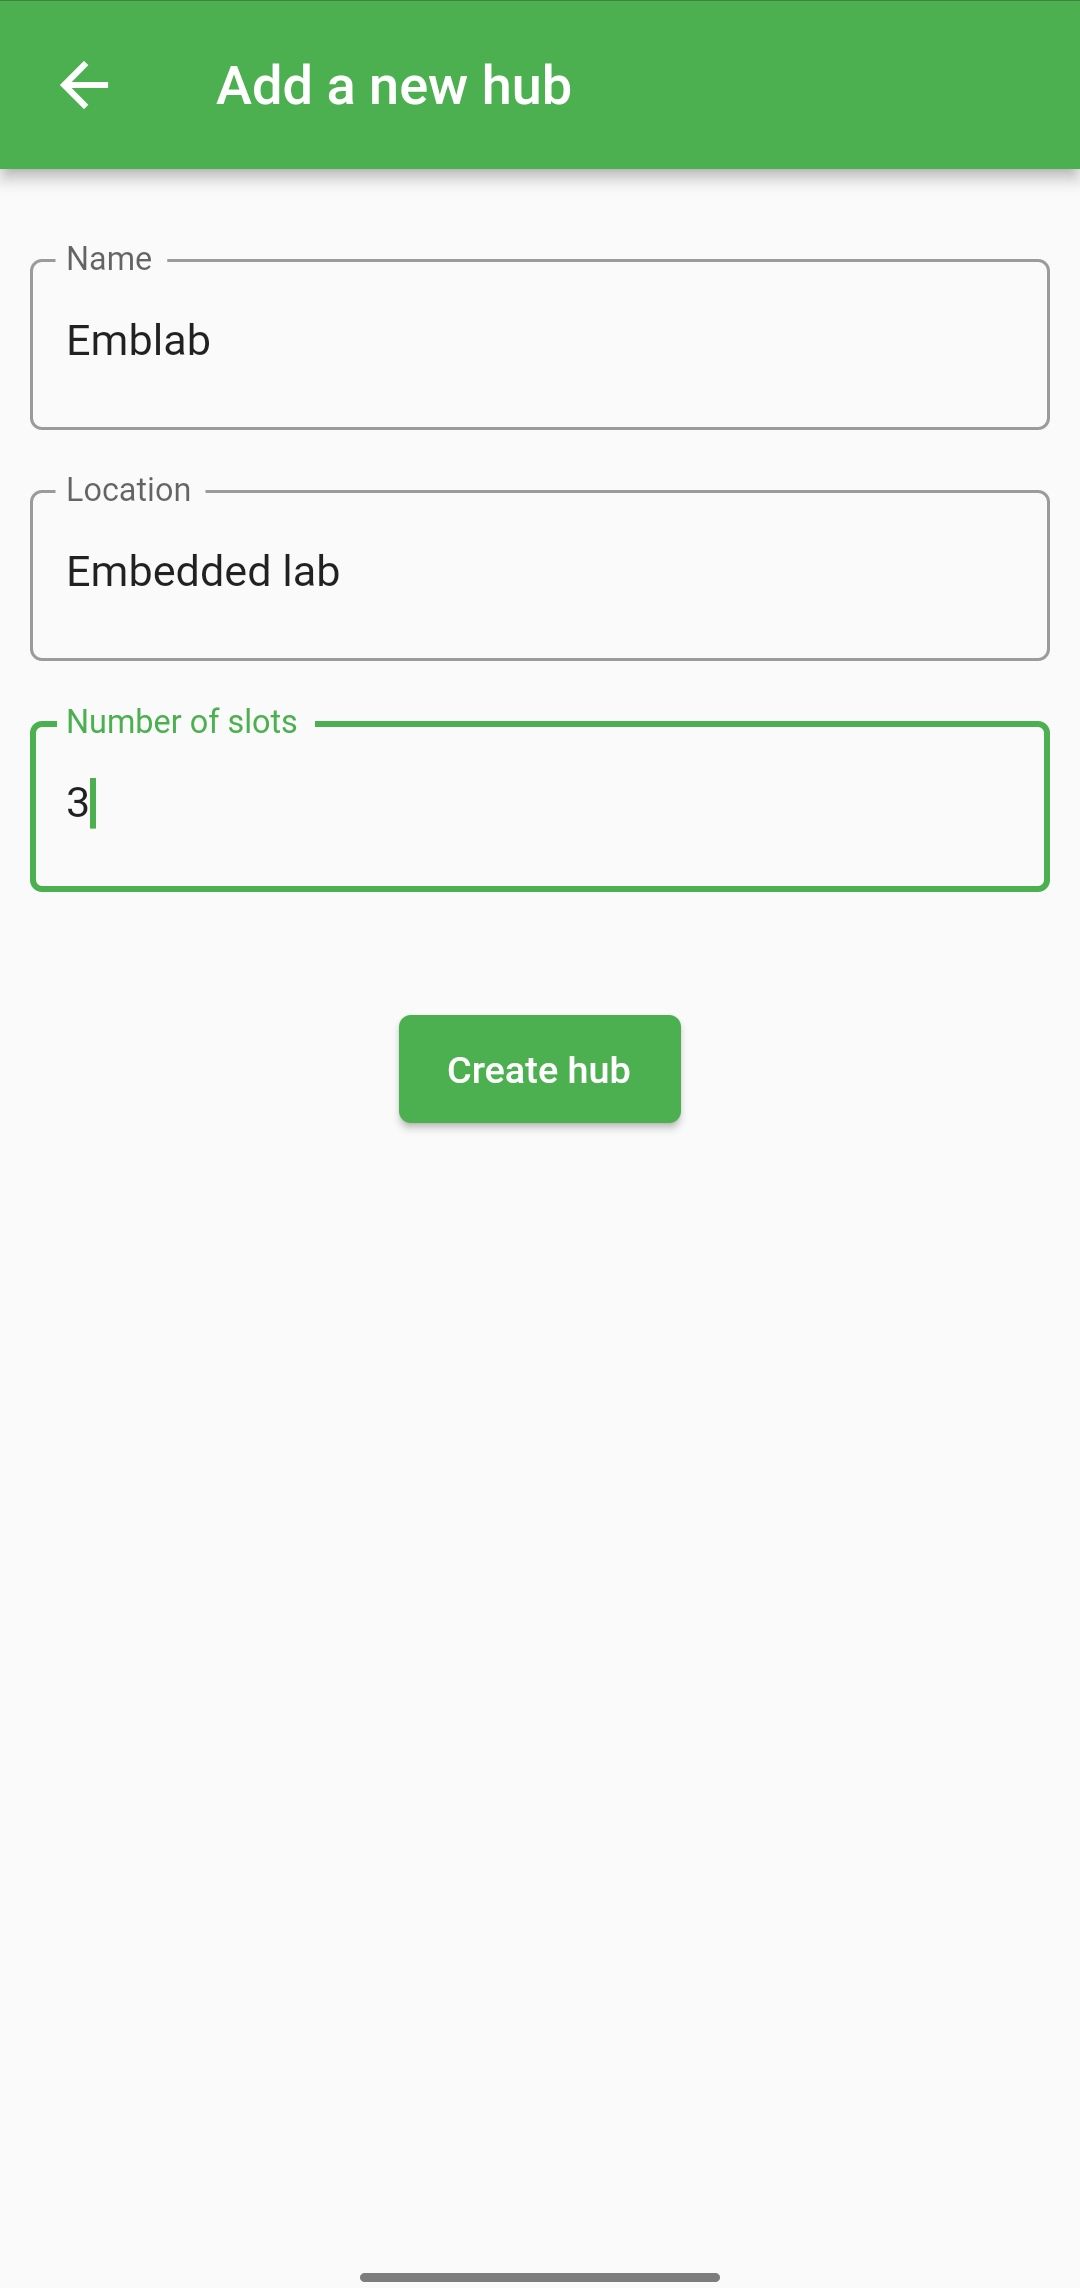 Add a new hub
Name
Emblab
Location
Embedded lab
Number of slots
3
Create hub